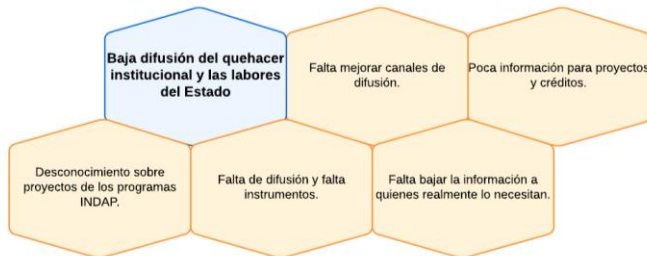 Baja difusión del quehacer
institucional y las labores
del Estado
Falta mejorar canales de
difusión.
Poca información para proyectos
y créditos.
Desconocimiento sobre
proyectos de los programas
INDAP.
Falta de difusión y falta
instrumentos.
Falta bajar la información a
quienes realmente lo necesitan.